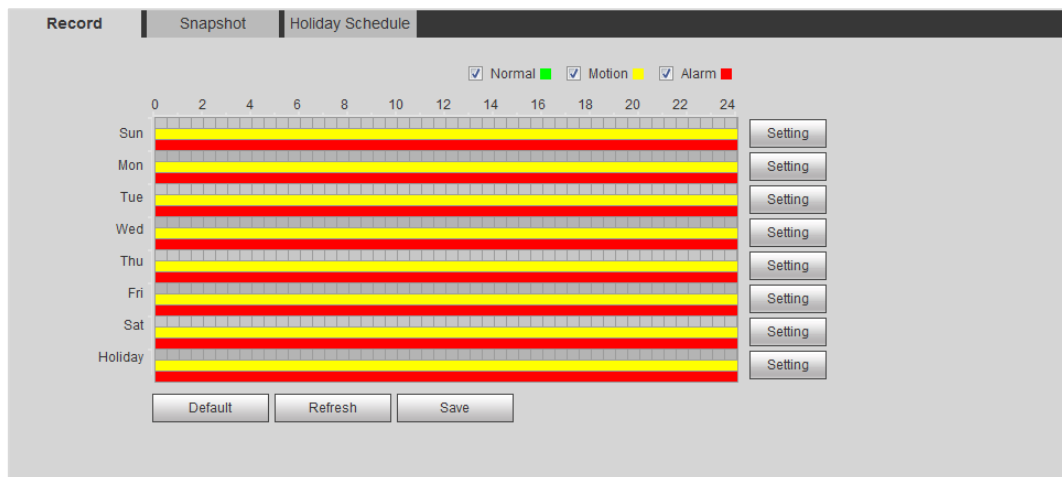 Record Snapshot Holiday Schedule
Normal Motion Alarm
0 2 4 6 8 10 12 14 16 18 20 22 24
Sun Setting
Mon Setting
Tue Setting
Wed Setting
Thu Setting
Fri Setting
Sat Setting
Holiday Setting
Default Refresh Save